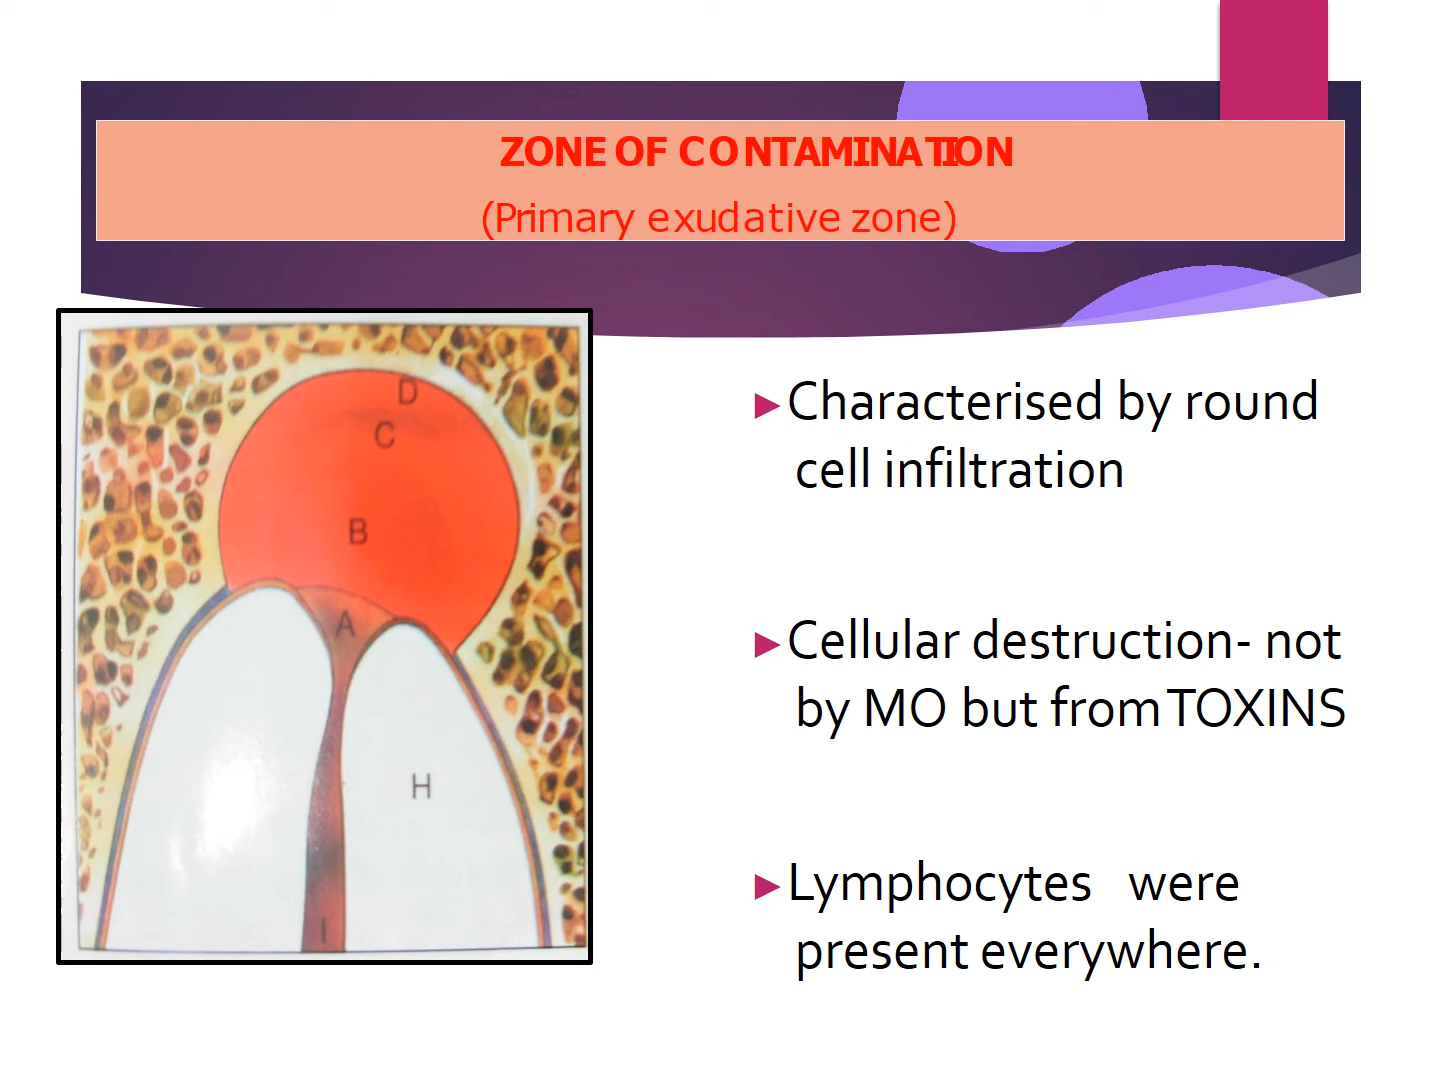 ZONE OF CONTAMINATION
(Primary exudative zone)
D
C
B
A
H
I
Characterised by round
cell infiltration
Cellular destruction- not
by MO but from TOXINS
Lymphocytes were
present everywhere.